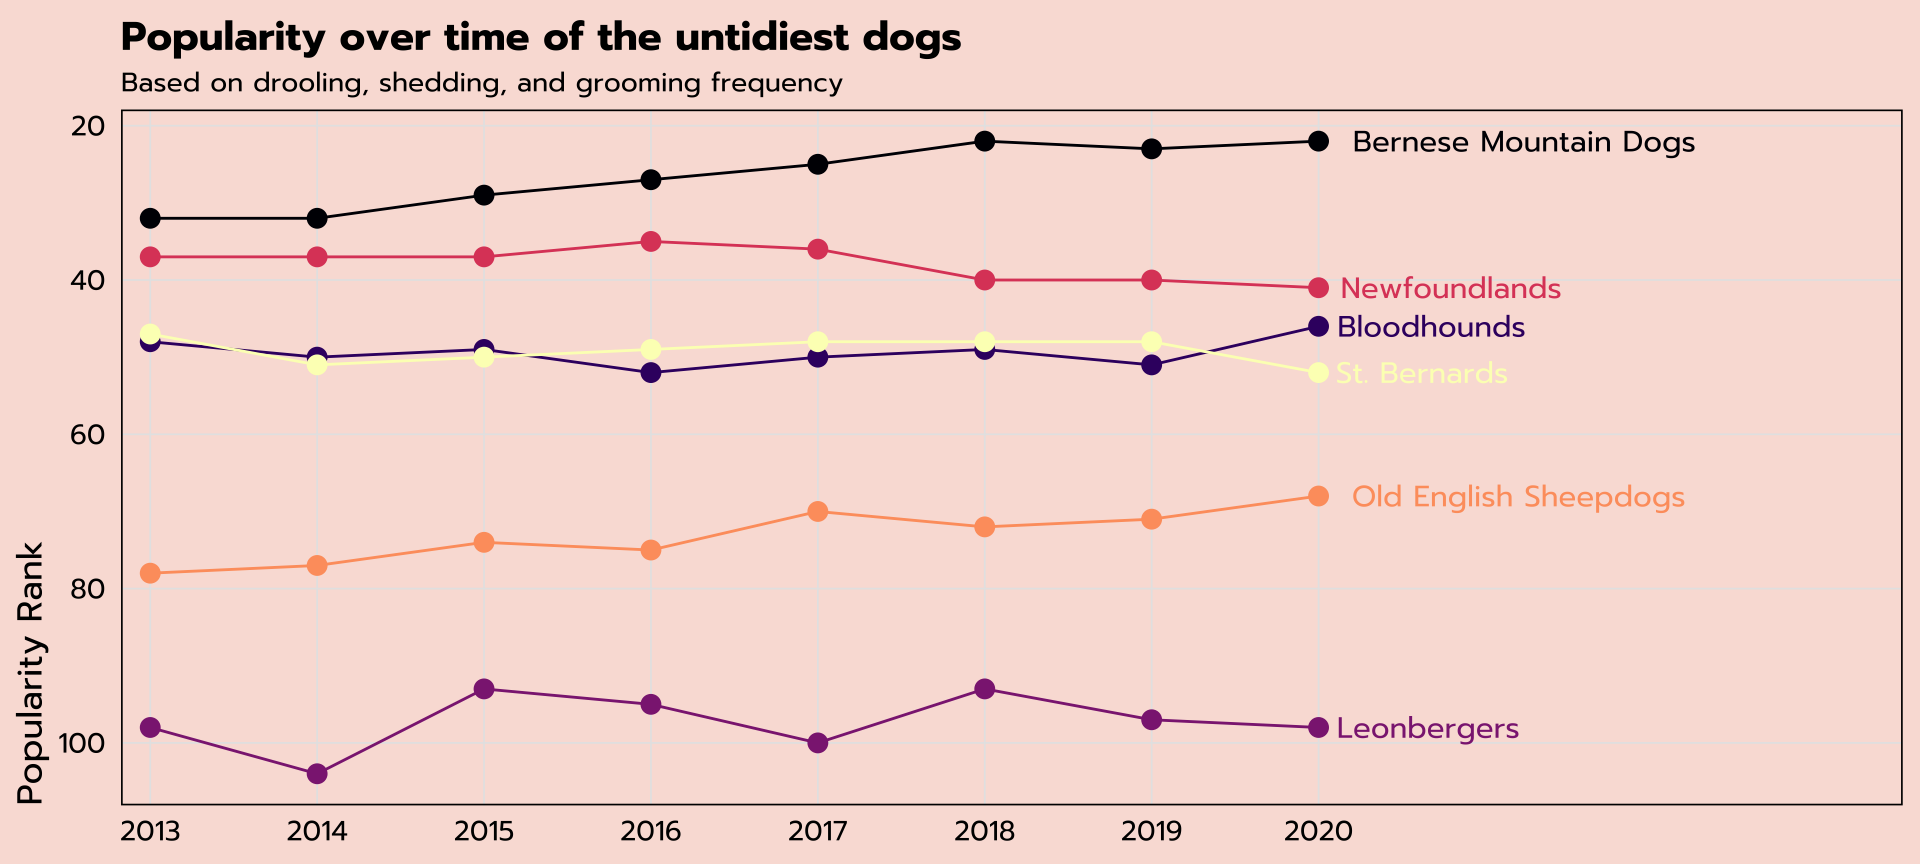 Popularity over time of the untidiest dogs
Based on drooling, shedding, and grooming frequency
20
40
60
80
100
Popularity Rank
Bernese Mountain Dogs
Newfoundlands
Bloodhounds
St. Bernards
Old English Sheepdogs
Leonbergers
2013 2014 2015 2016 2017 2018 2019 2020